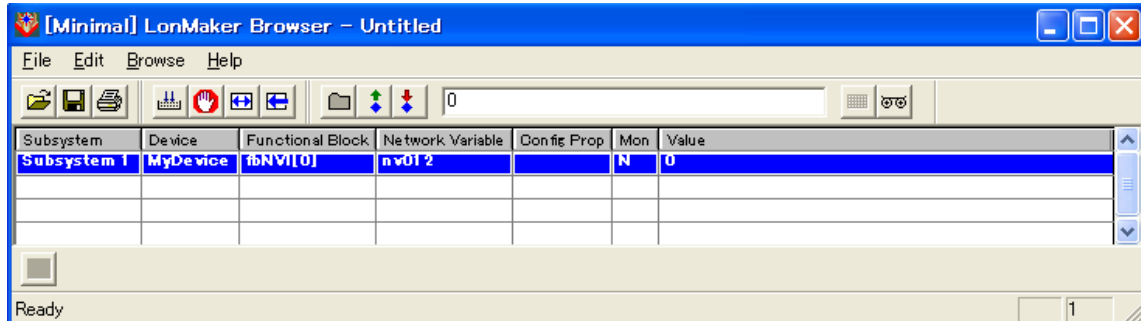 [Minimal] LonMaker Browser - Untitled
File Edit Browse Help
0
Subsystem Device Functional Block Network Variable Config Prop Mon Value
Subsystem 1 MyDevice fbNVI[0] nv012 N 0
Ready 1